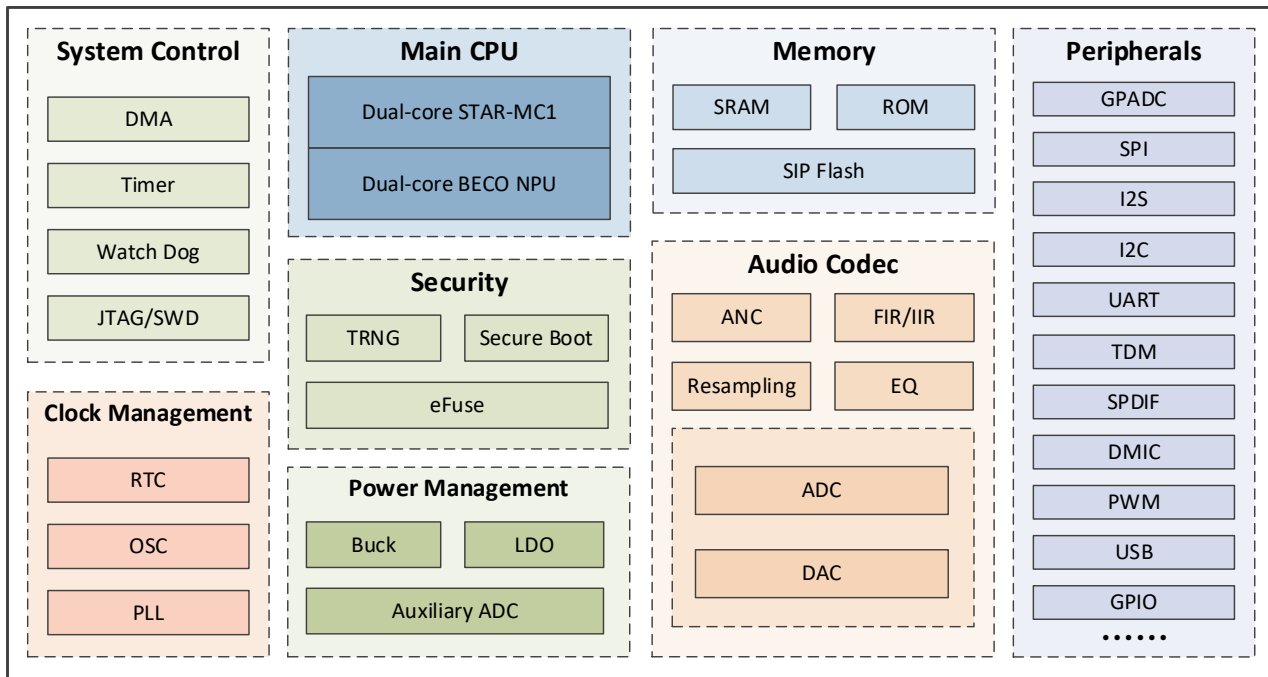 System Control
DMA
Timer
Watch Dog
JTAG/SWD
Clock Management
RTC
OSC
PLL
Main CPU
Dual-core STAR-MC1
Dual-core BECO NPU
Security
TRNG
Secure Boot
eFuse
Power Management
Buck
LDO
Auxiliary ADC
Memory
SRAM
ROM
SIP Flash
Audio Codec
ANC
FIR/IIR
Resampling
EQ
ADC
DAC
Peripherals
GPADC
SPI
I2S
I2C
UART
TDM
SPDIF
DMIC
PWM
USB
GPIO
......